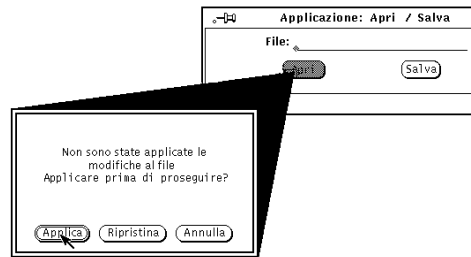 Applicazione: Apri / Salva
File:
Apri
Salva
Non sono state applicate le
modifiche al file
Applicare prima di proseguire?
Applica
Ripristina
Annulla